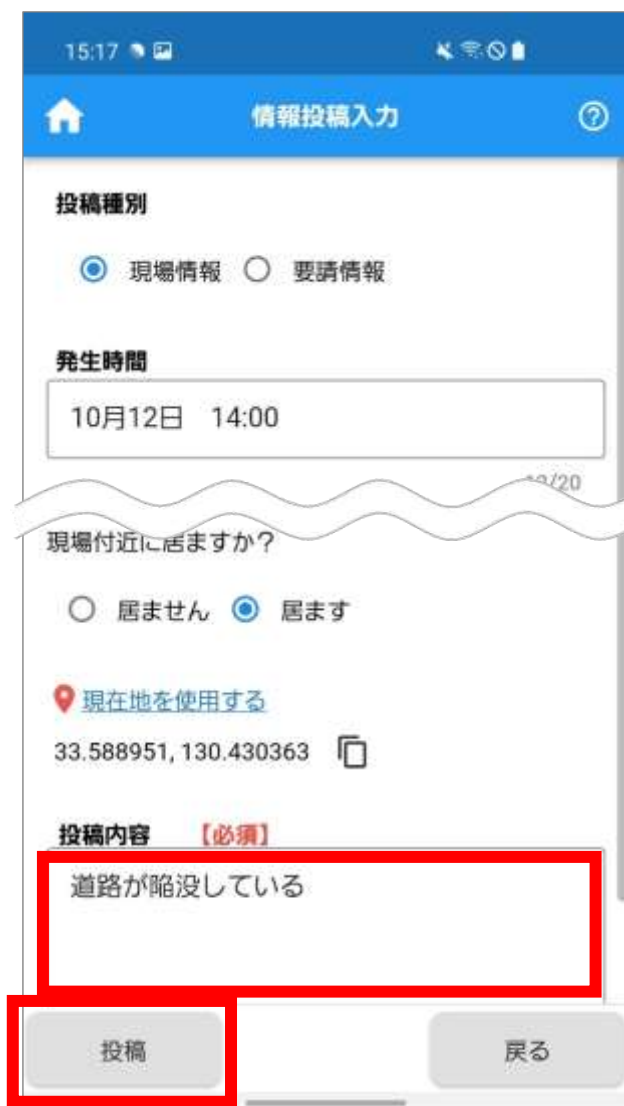 15:17
情報投稿入力
投稿種別
現場情報 要請情報
発生時間
10月12日 14:00
/20
現場付近に居ますか?
居ません 居ます
現在地を使用する
33.588951, 130.430363
投稿内容 【必須】
道路が陥没している
投稿 戻る